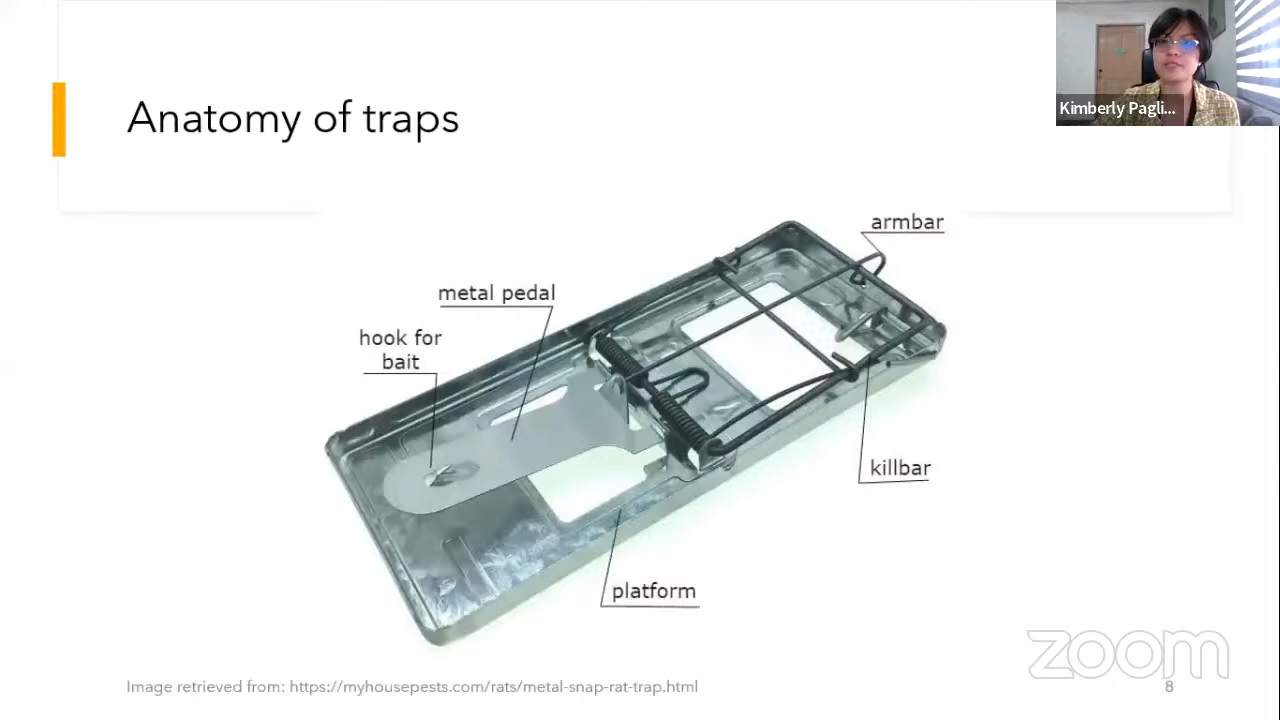 Kimberly Pagli...
Anatomy of traps
armbar
metal pedal
hook for
bait
killbar
platform
zoom
Image retrieved from: https://myhousepests.com/rats/metal-snap-rat-trap.html
8